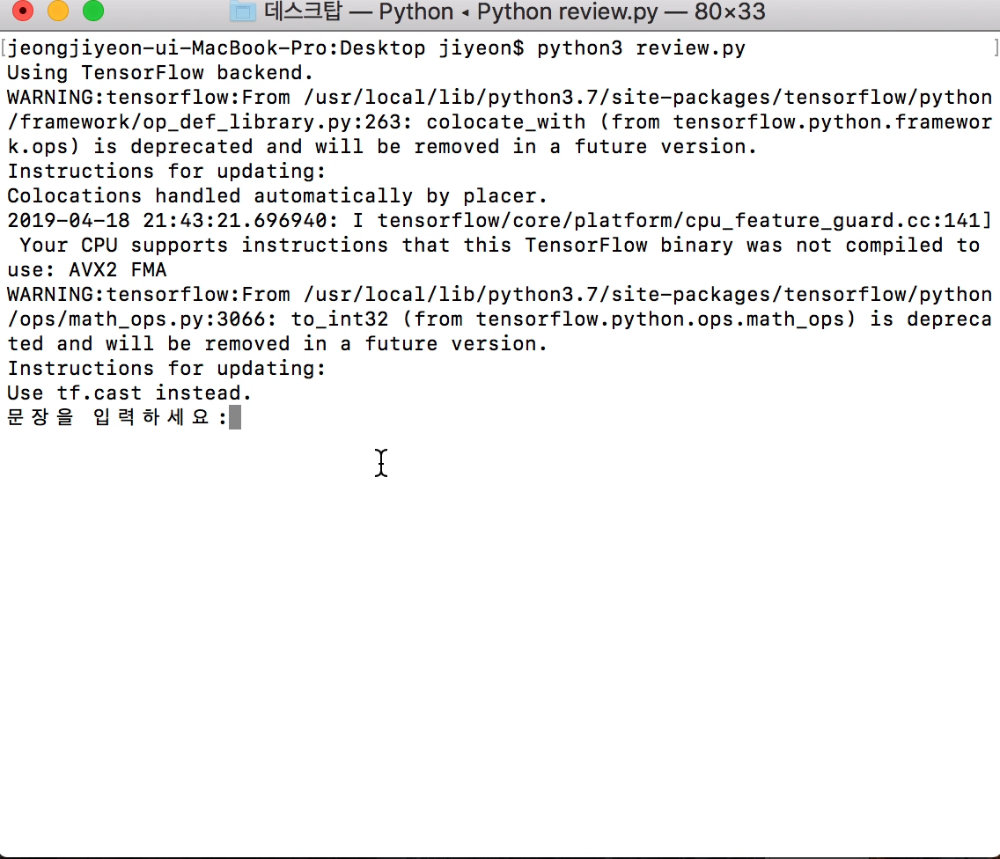 데스크탑 — Python ◂ Python review.py — 80×33
[jeongjiyeon-ui-MacBook-Pro:Desktop jiyeon$ python3 review.py ]
Using TensorFlow backend.
WARNING:tensorflow:From /usr/local/lib/python3.7/site-packages/tensorflow/python
/framework/op_def_library.py:263: colocate_with (from tensorflow.python.framewor
k.ops) is deprecated and will be removed in a future version.
Instructions for updating:
Colocations handled automatically by placer.
2019-04-18 21:43:21.696940: I tensorflow/core/platform/cpu_feature_guard.cc:141]
 Your CPU supports instructions that this TensorFlow binary was not compiled to
use: AVX2 FMA
WARNING:tensorflow:From /usr/local/lib/python3.7/site-packages/tensorflow/python
/ops/math_ops.py:3066: to_int32 (from tensorflow.python.ops.math_ops) is depreca
ted and will be removed in a future version.
Instructions for updating:
Use tf.cast instead.
문장을 입력하세요: